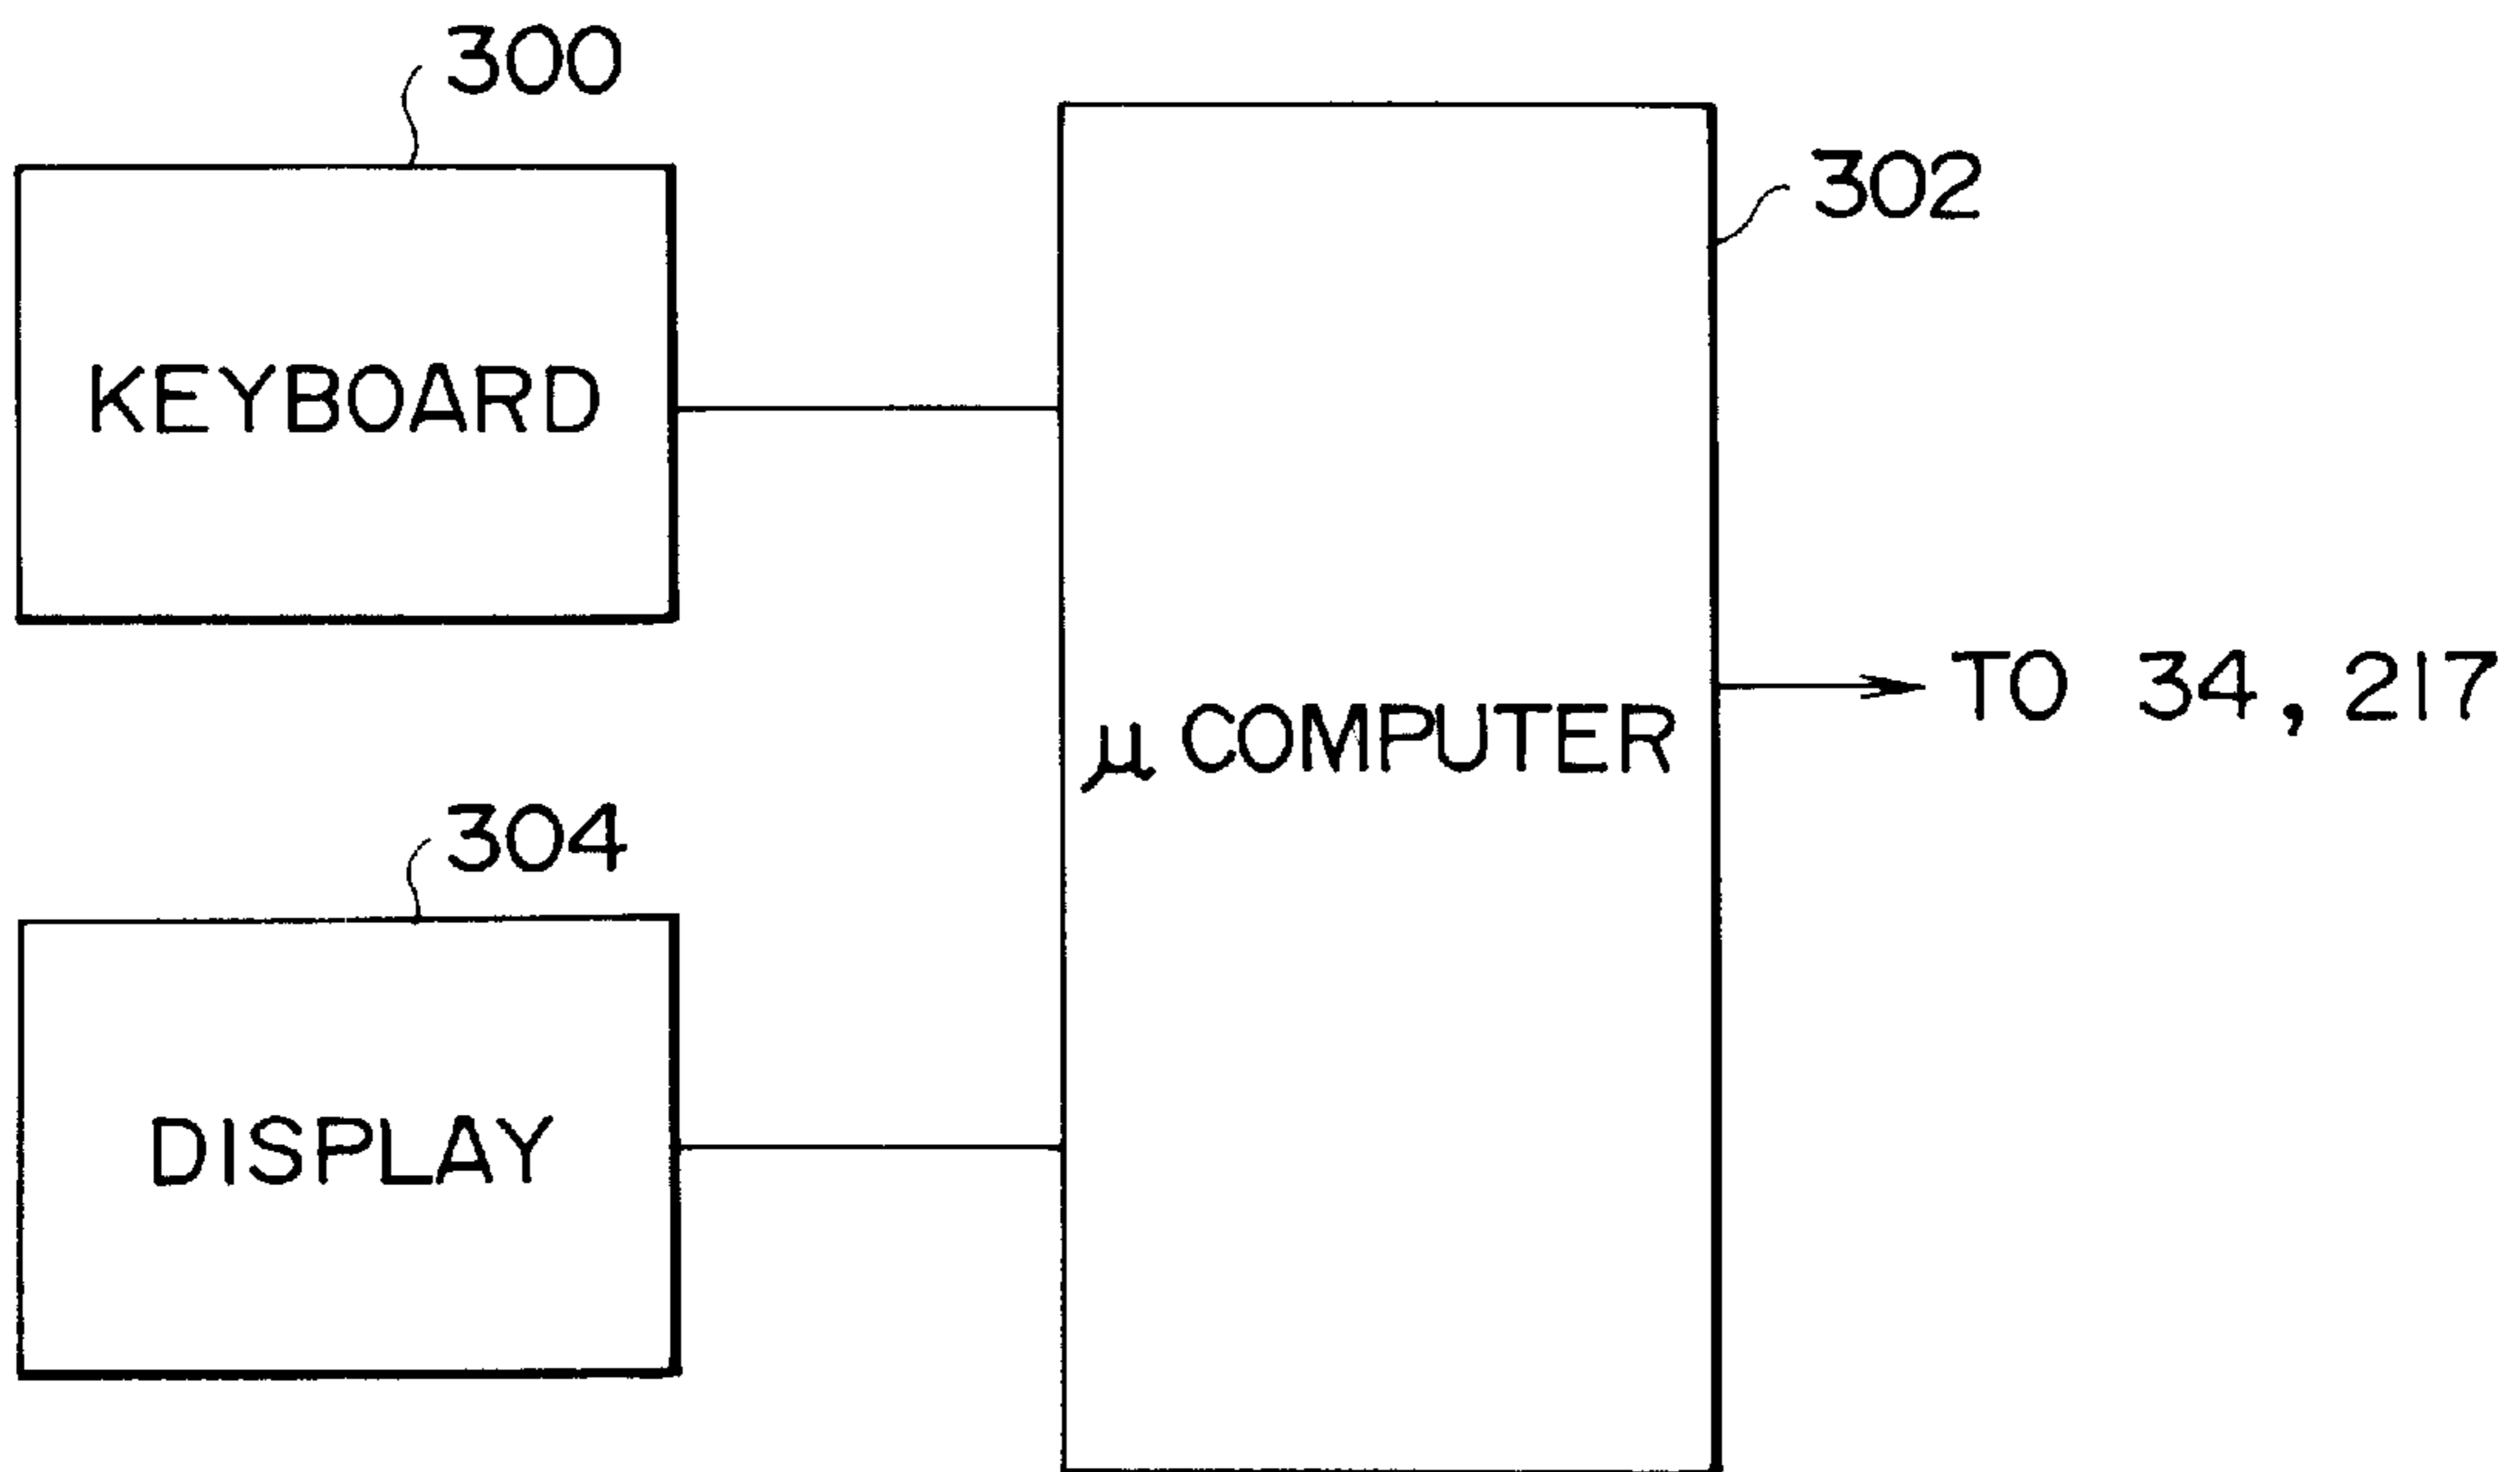 300
302
KEYBOARD
TO 34, 217
μ COMPUTER
304
DISPLAY